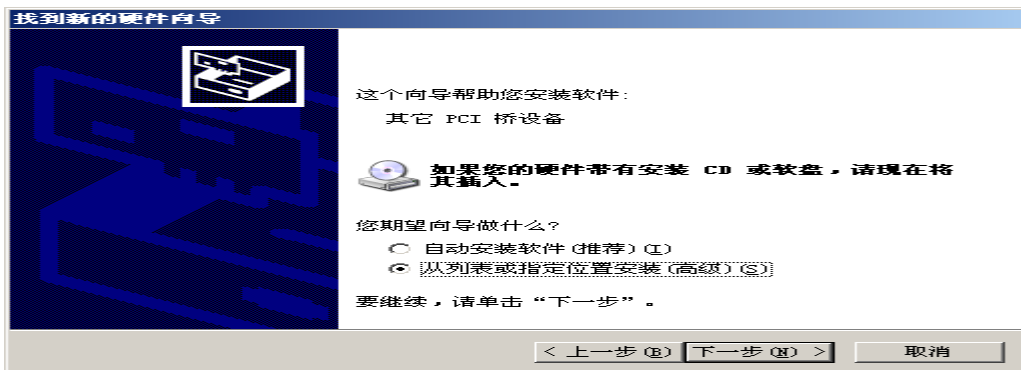 找到新的硬件向导
这个向导帮助您安装软件:
其它 PCI 桥设备
如果您的硬件带有安装 CD 或软盘，请现在将
其插入。
您期望向导做什么?
自动安装软件(推荐)(I)
从列表或指定位置安装(高级)(S)
要继续，请单击“下一步”。
< 上一步(B) 下一步(N) > 取消